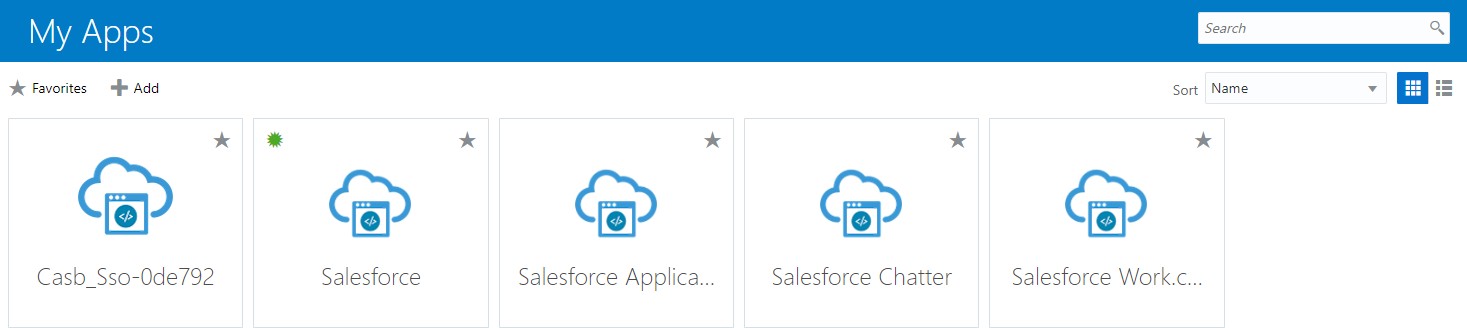 My Apps
Search
Favorites
Add
Sort
Name
Casb_Sso-0de792
Salesforce
Salesforce Applica...
Salesforce Chatter
Salesforce Work.c...